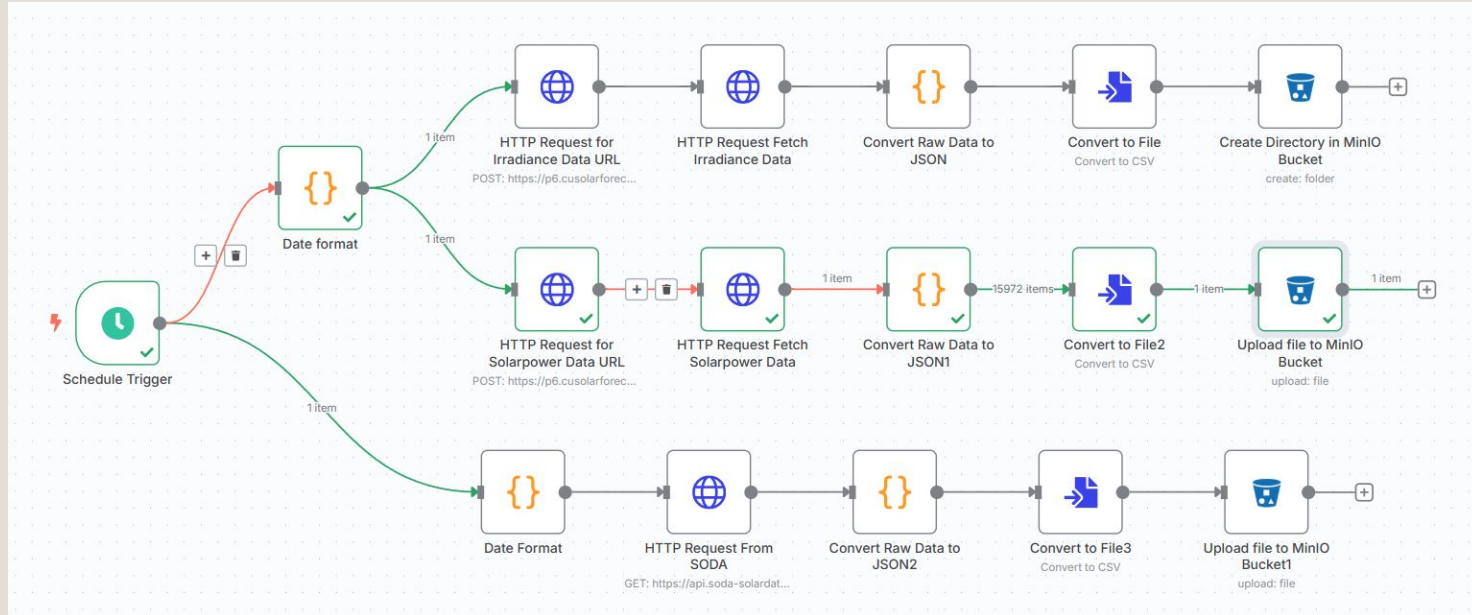 1 item
HTTP Request for
Irradiance Data URL
POST: https://p6.cusolarforec...
HTTP Request Fetch
Irradiance Data
Convert Raw Data to
JSON
Convert to File
Convert to CSV
Create Directory in MinIO
Bucket
create: folder
Date format
1 item
HTTP Request for
Solarpower Data URL
POST: https://p6.cusolarforec...
HTTP Request Fetch
Solarpower Data
1 item
Convert Raw Data to
JSON1
15972 items
Convert to File2
Convert to CSV
1 item
Upload file to MinIO
Bucket
upload: file
1 item
Schedule Trigger
1 item
Date Format
HTTP Request From
SODA
GET: https://api.soda-solardat...
Convert Raw Data to
JSON2
Convert to File3
Convert to CSV
Upload file to MinIO
Bucket1
upload: file